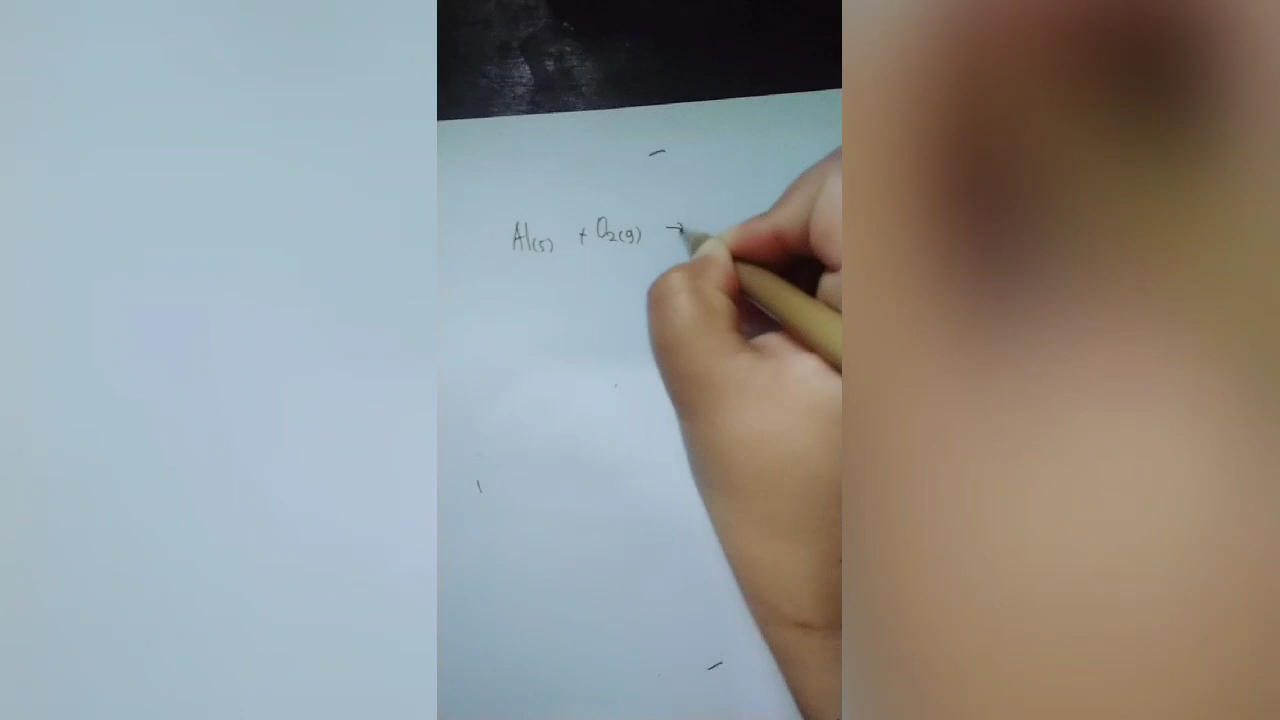 Al(s) + O₂(g) →